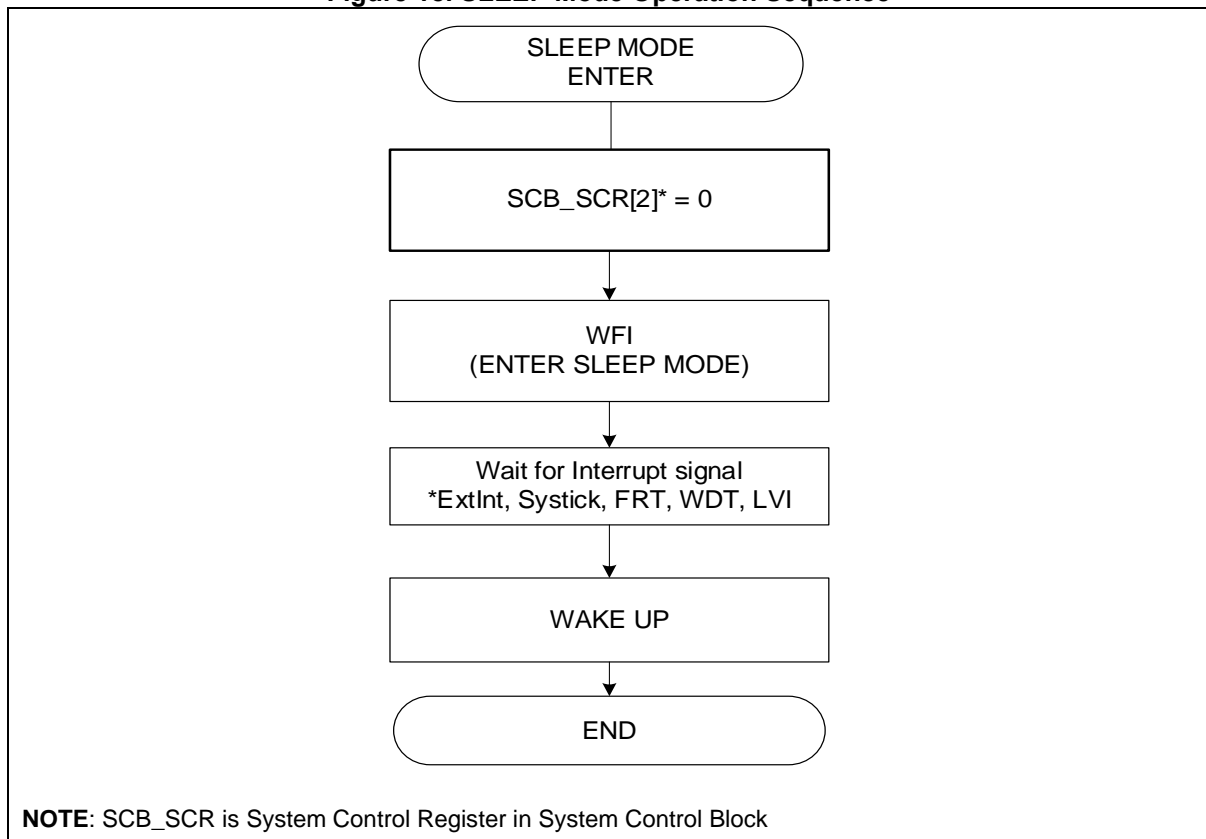 SLEEP MODE
ENTER
SCB_SCR[2]* = 0
WFI
(ENTER SLEEP MODE)
Wait for Interrupt signal
*ExtInt, Systick, FRT, WDT, LVI
WAKE UP
END
NOTE: SCB_SCR is System Control Register in System Control Block